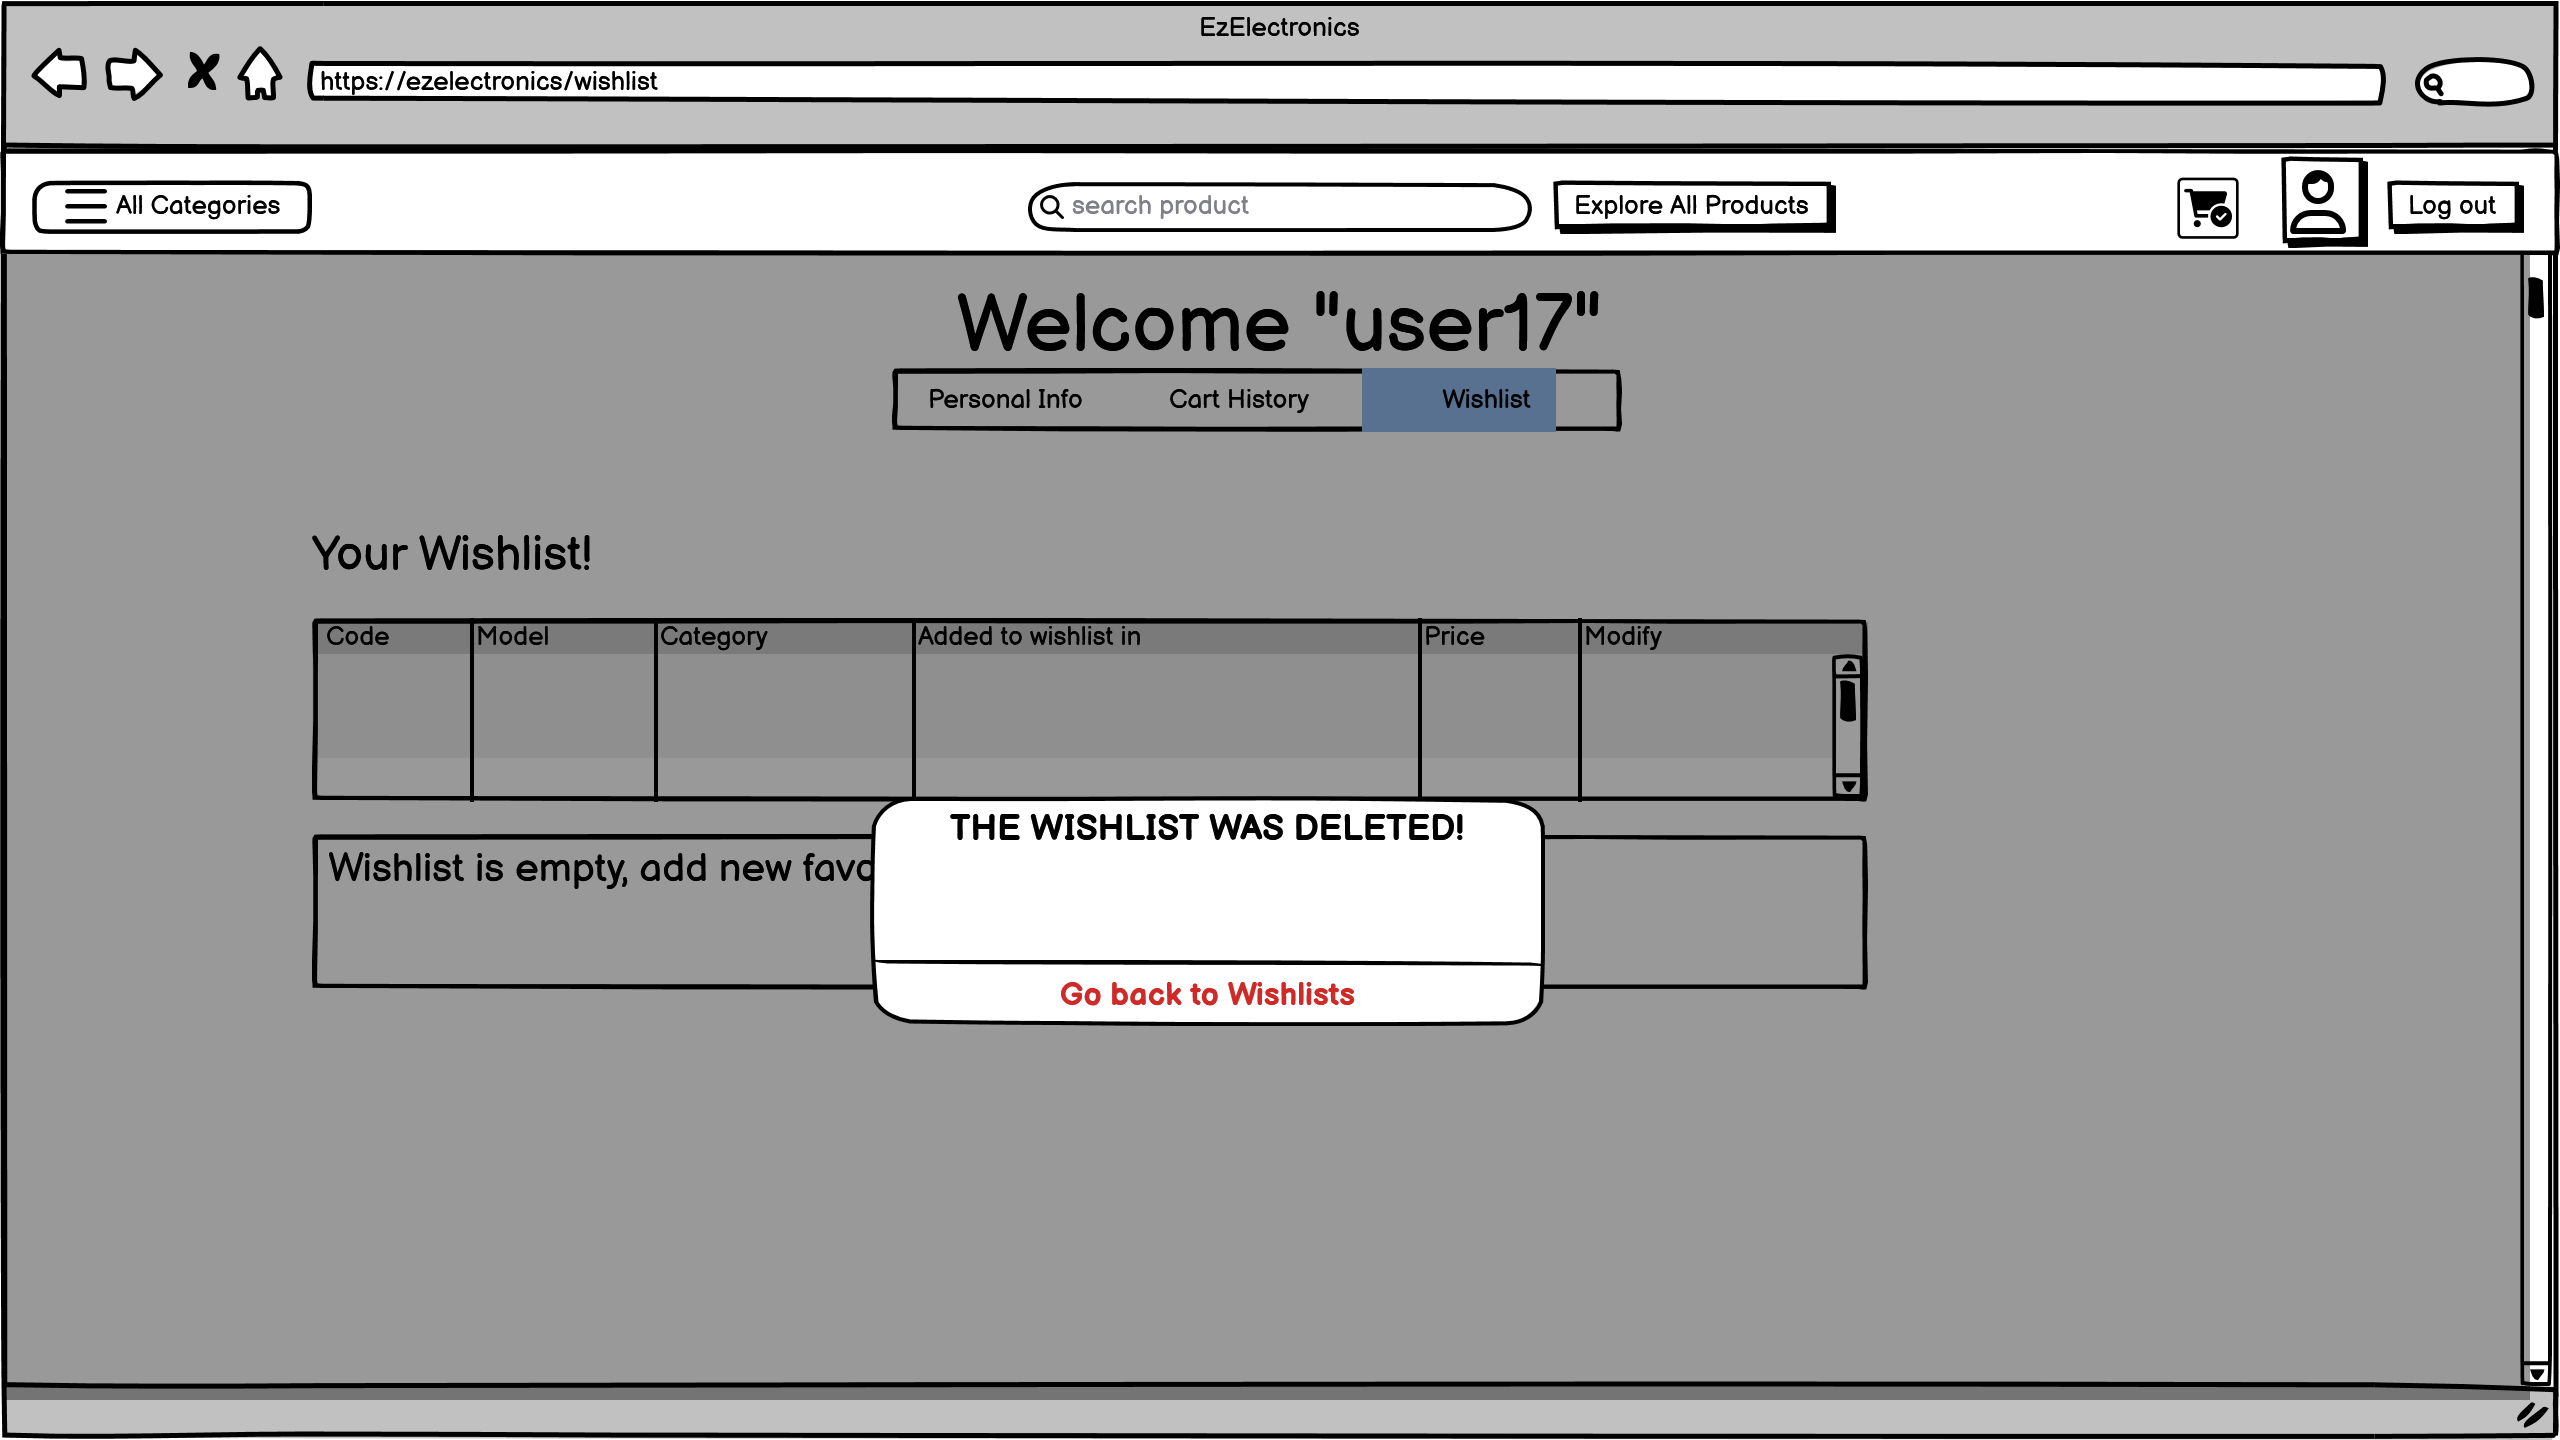 EzElectronics
https://ezelectronics/wishlist
All Categories
search product
Explore All Products
Log out
Welcome "user17"
Personal Info
Cart History
Wishlist
Your Wishlist!
Code Model Category Added to wishlist in Price Modify
THE WISHLIST WAS DELETED!
Wishlist is empty, add new
Go back to Wishlists